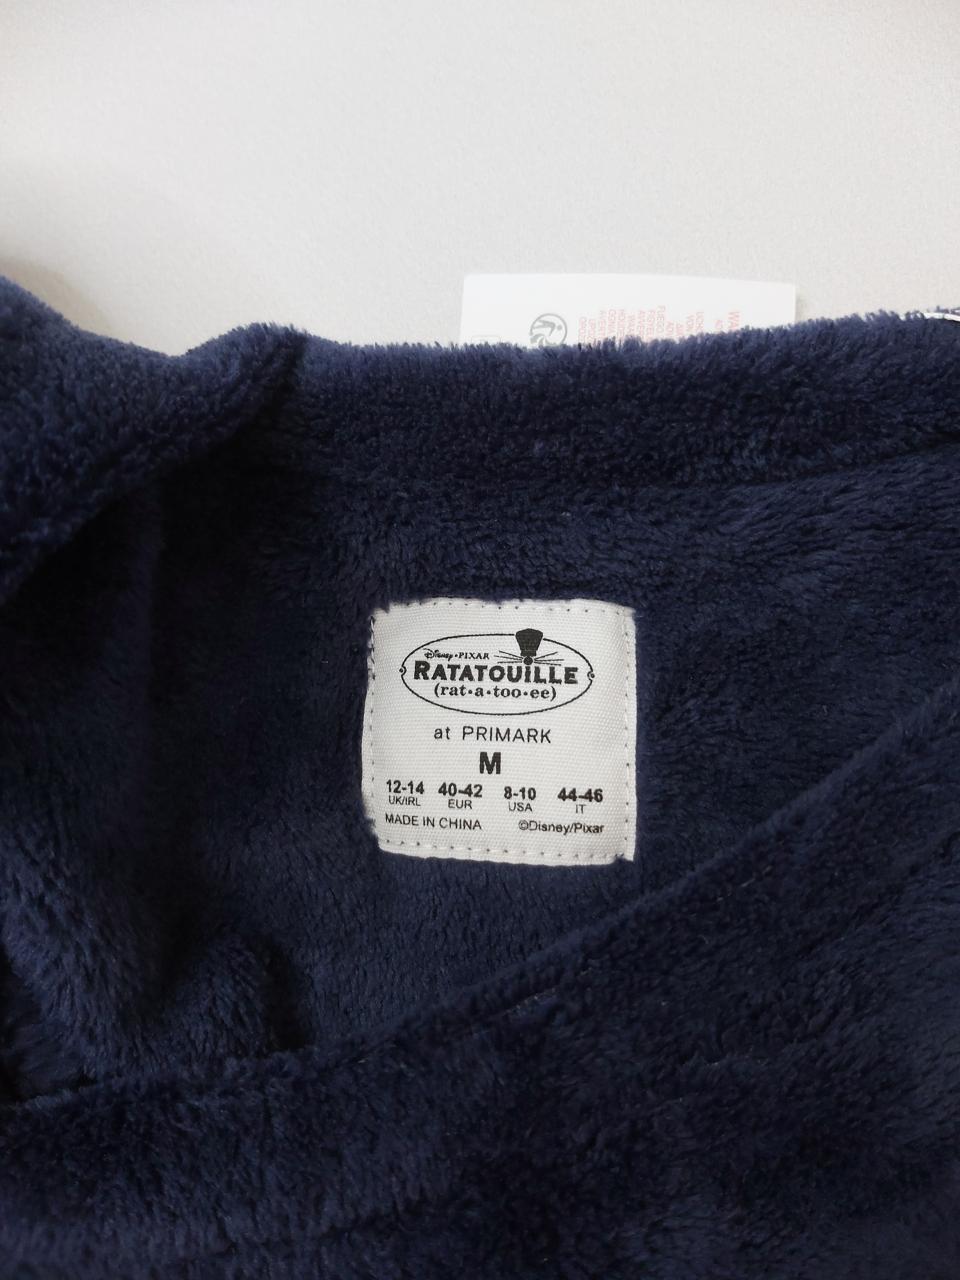 Disney • PIXAR
RATATOUILLE
(rat•a•too•ee)
at PRIMARK
M
12-14 40-42 8-10 44-46
UK/IRL EUR USA IT
MADE IN CHINA ©Disney/Pixar